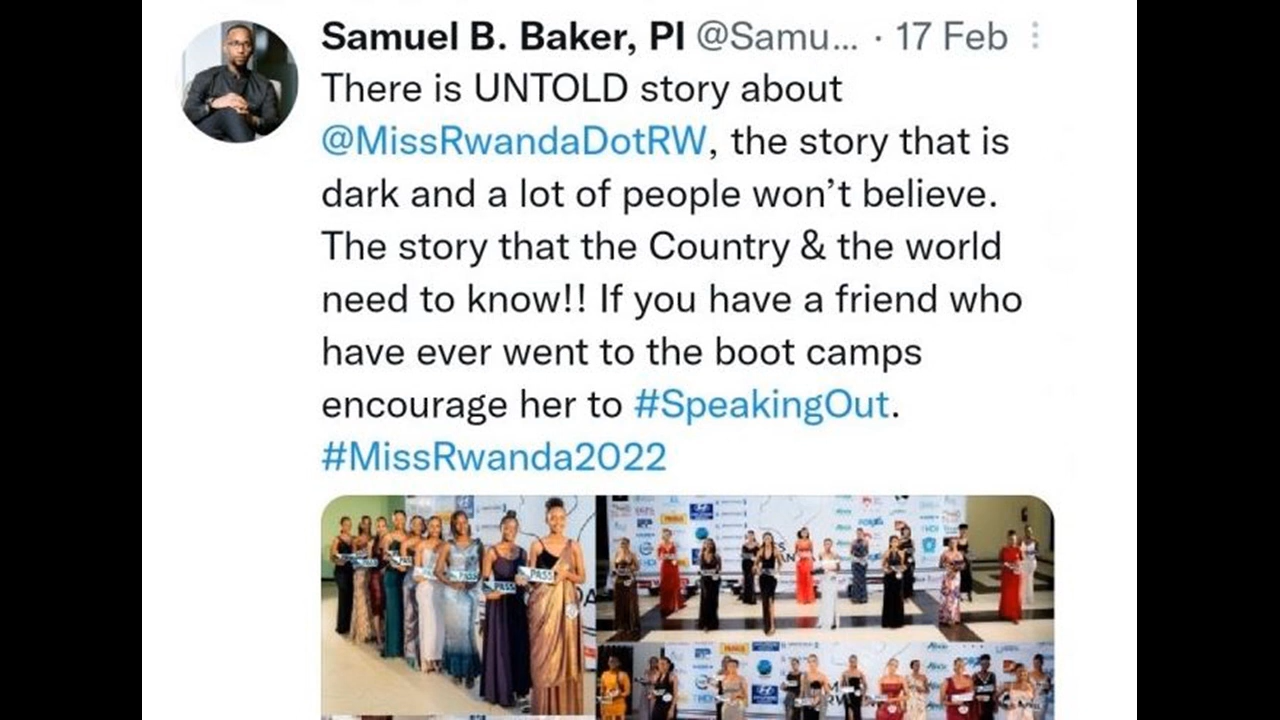 Samuel B. Baker, PI @Samu... · 17 Feb
There is UNTOLD story about
@MissRwandaDotRW, the story that is
dark and a lot of people won't believe.
The story that the Country & the world
need to know!! If you have a friend who
have ever went to the boot camps
encourage her to #SpeakingOut.
#MissRwanda2022
PASS
PASS